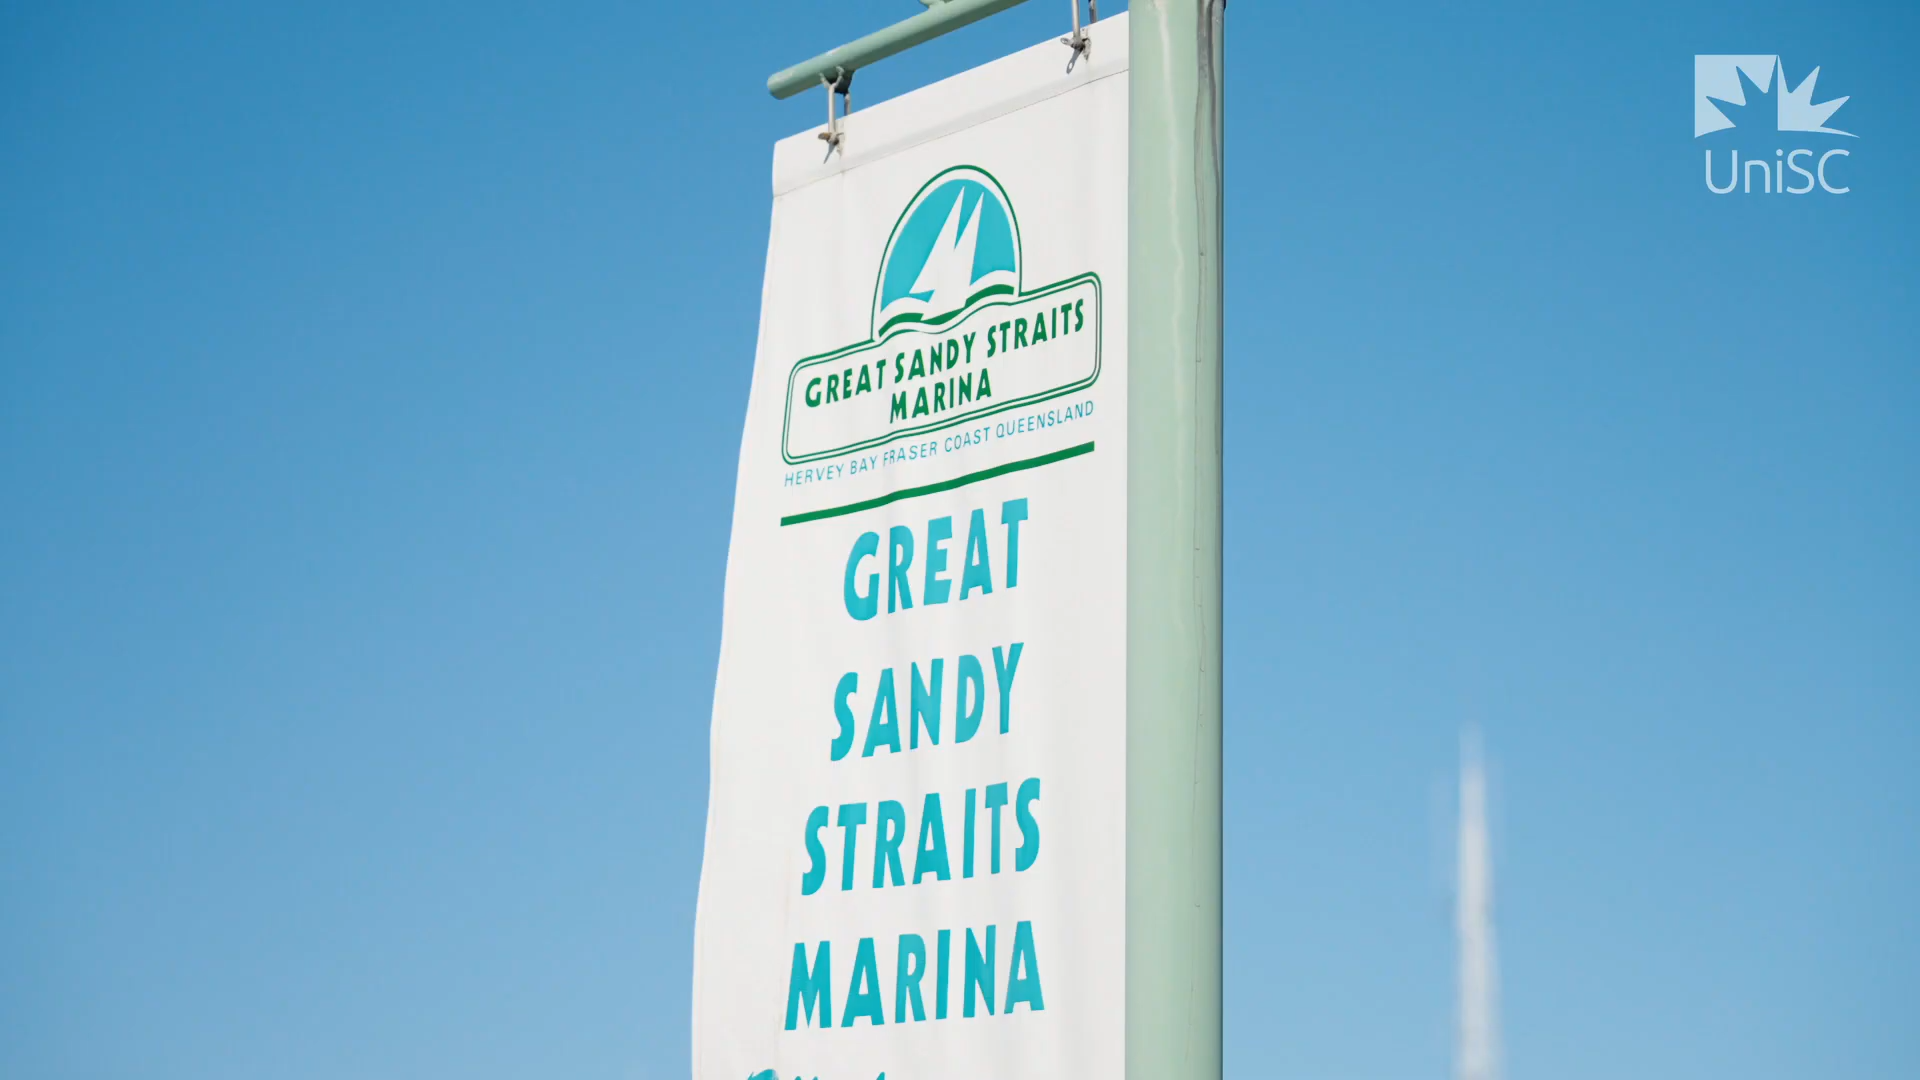 UniSC
GREAT SANDY STRAITS
MARINA
HERVEY BAY FRASER COAST QUEENSLAND
GREAT
SANDY
STRAITS
MARINA